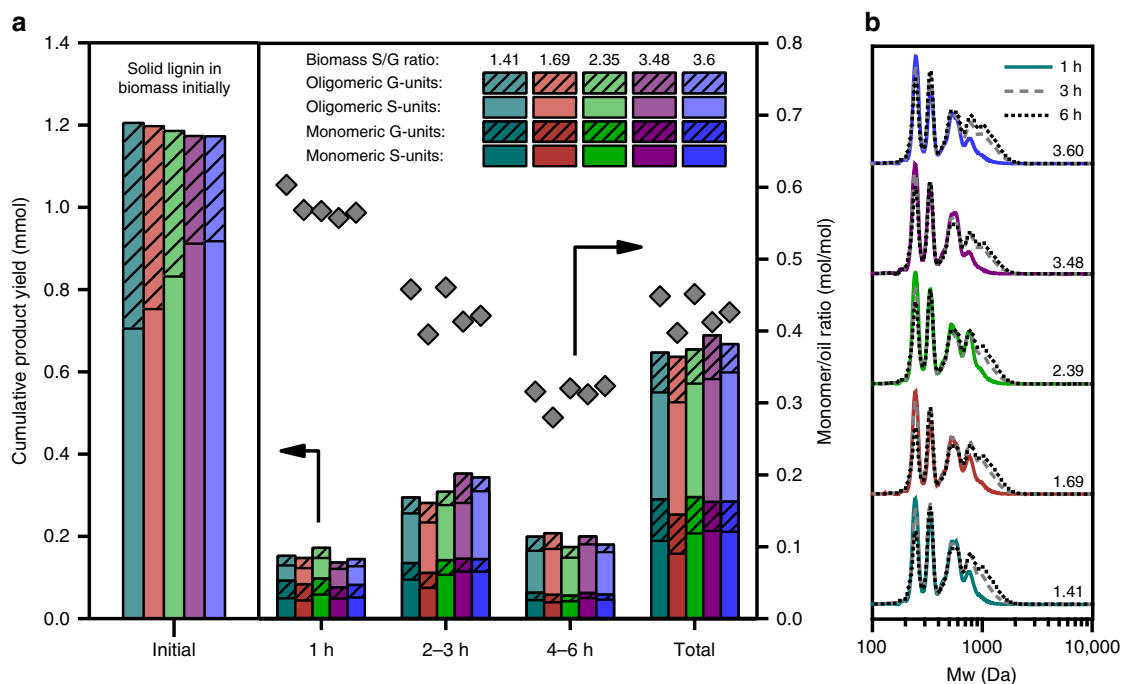 a
b
1.4
1.2
1.0
0.8
0.6
0.4
0.2
0.0
Cumulative product yield (mmol)
Solid lignin in
biomass initially
Biomass S/G ratio: 1.41 1.69 2.35 3.48 3.6
Oligomeric G-units:
Oligomeric S-units:
Monomeric G-units:
Monomeric S-units:
0.8
0.7
0.6
0.5
0.4
0.3
0.2
0.1
0.0
Monomer/oil ratio (mol/mol)
Initial 1 h 2–3 h 4–6 h Total
1 h
3 h
6 h
3.60
3.48
2.39
1.69
1.41
100 1000 10,000
Mw (Da)